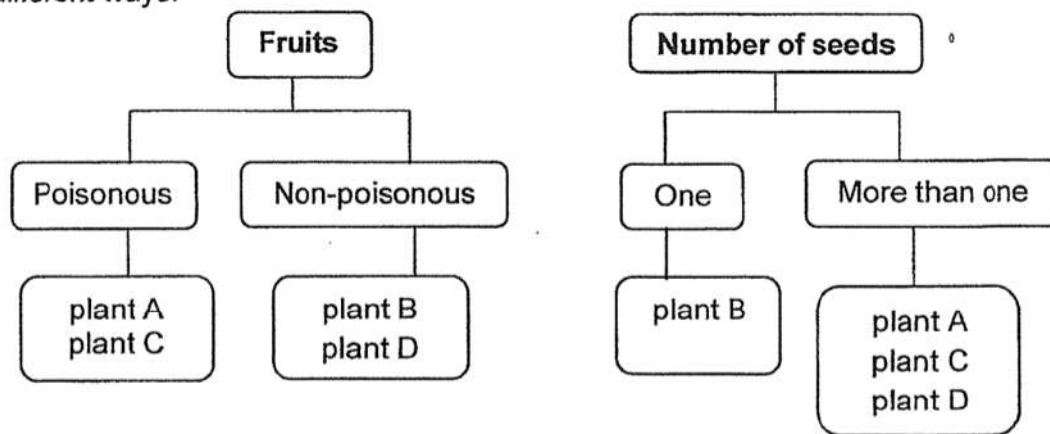 different ways.
Fruits
Poisonous
Non-poisonous
plant A
plant C
plant B
plant D
Number of seeds
One
More than one
plant B
plant A
plant C
plant D